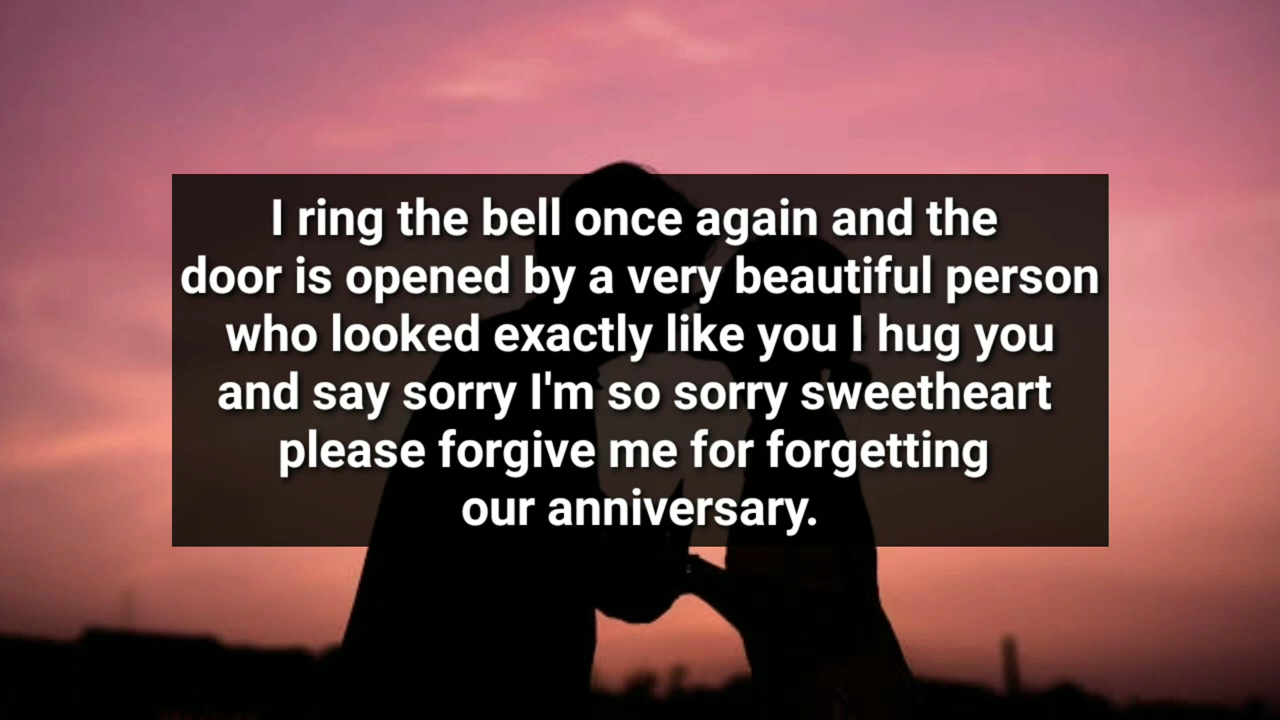 I ring the bell once again and the
door is opened by a very beautiful person
who looked exactly like you I hug you
and say sorry I'm so sorry sweetheart
please forgive me for forgetting
our anniversary.